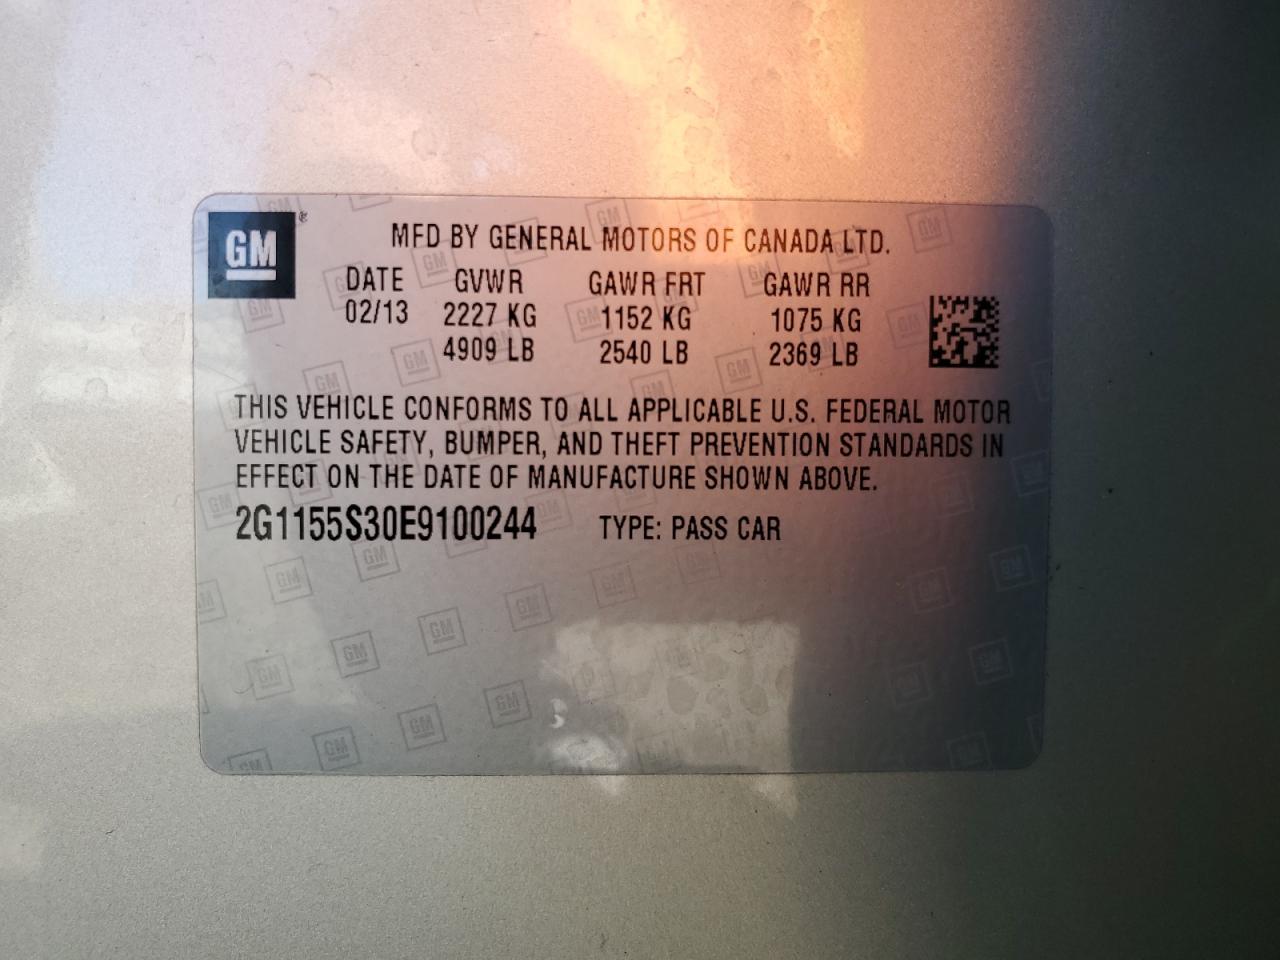 GM
MFD BY GENERAL MOTORS OF CANADA LTD.
DATE GVWR GAWR FRT GAWR RR
02/13 2227 KG 1152 KG 1075 KG
4909 LB 2540 LB 2369 LB
THIS VEHICLE CONFORMS TO ALL APPLICABLE U.S. FEDERAL MOTOR
VEHICLE SAFETY, BUMPER, AND THEFT PREVENTION STANDARDS IN
EFFECT ON THE DATE OF MANUFACTURE SHOWN ABOVE.
2G1155S30E9100244 TYPE: PASS CAR